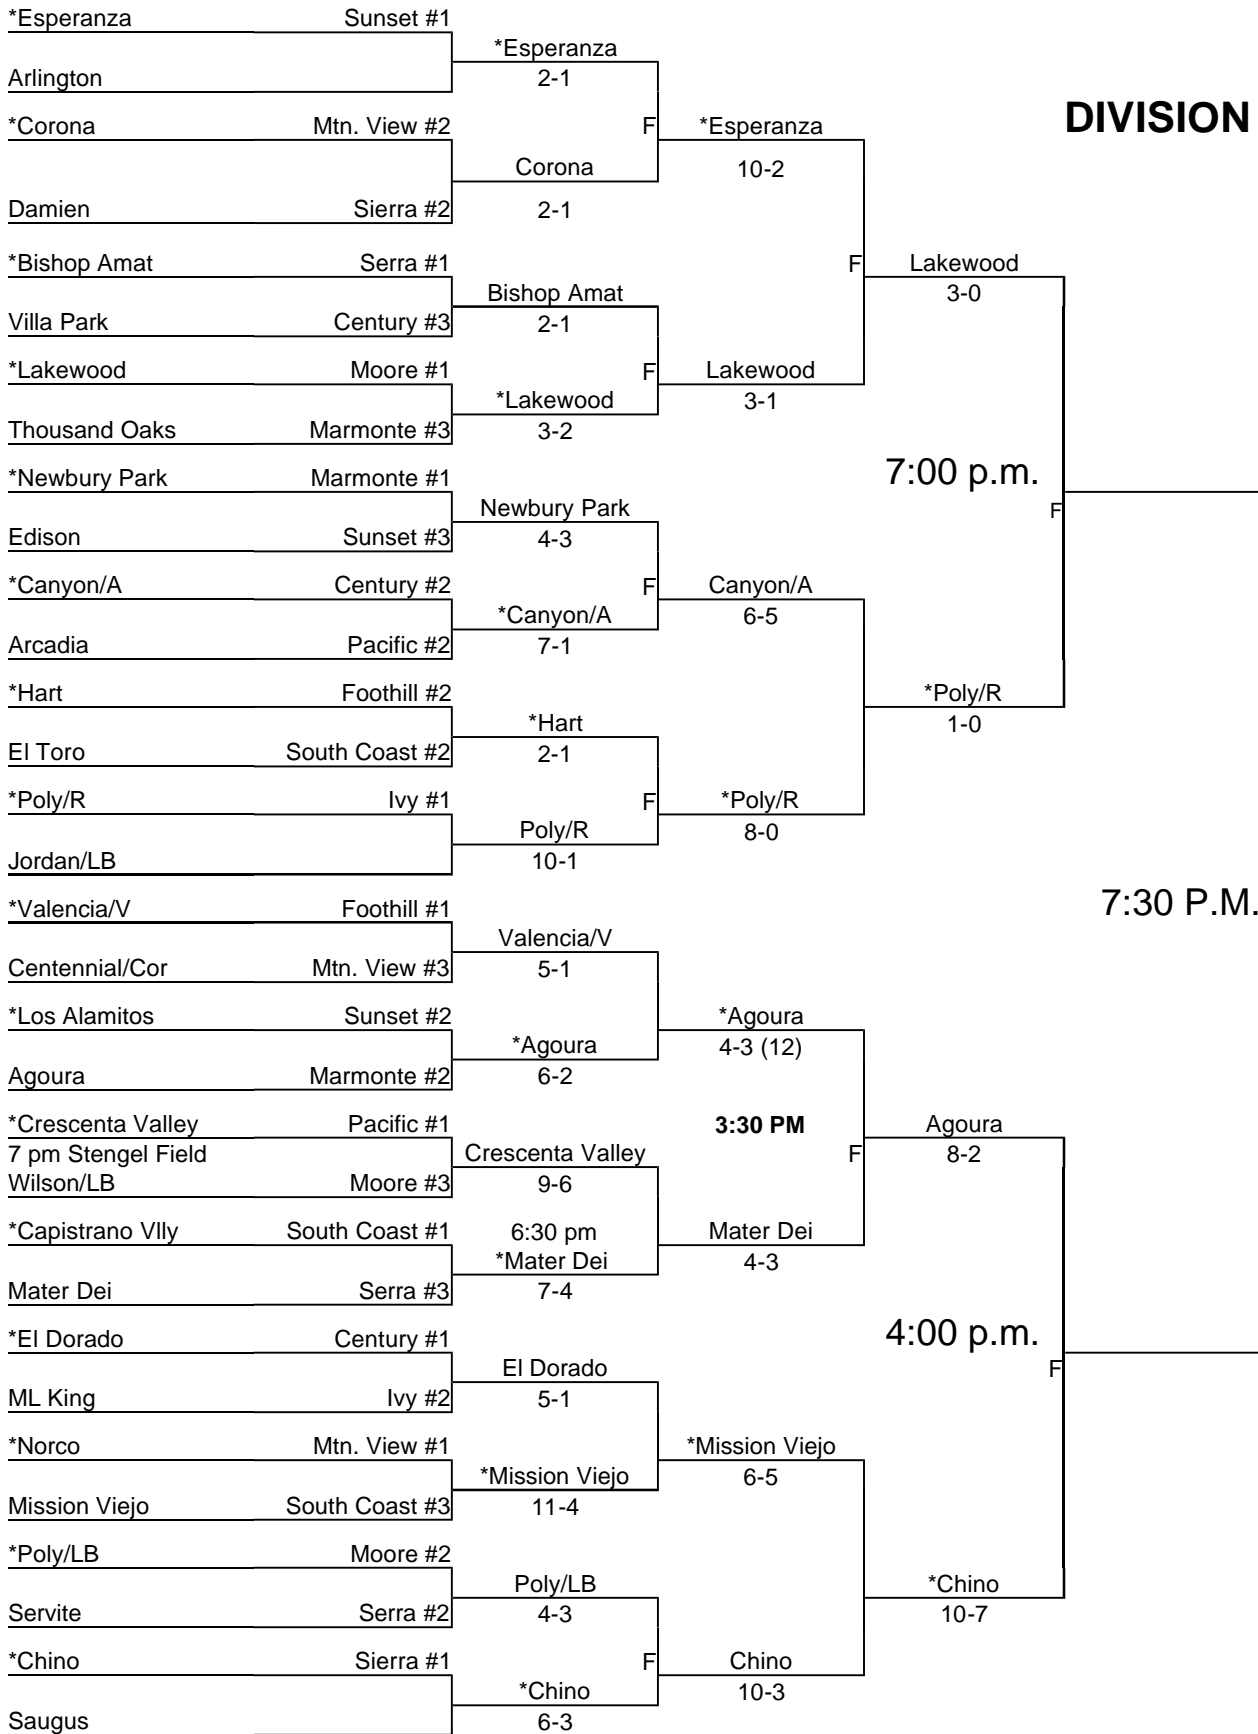 *Esperanza Sunset #1
*Esperanza
Arlington 2-1
DIVISION
*Corona Mtn. View #2 F *Esperanza
Corona 10-2
Damien Sierra #2 2-1
*Bishop Amat Serra #1 F Lakewood
Bishop Amat 3-0
Villa Park Century #3 2-1
*Lakewood Moore #1 F Lakewood
*Lakewood 3-1
Thousand Oaks Marmonte #3 3-2
*Newbury Park Marmonte #1 7:00 p.m.
Newbury Park F
Edison Sunset #3 4-3
*Canyon/A Century #2 F Canyon/A
*Canyon/A 6-5
Arcadia Pacific #2 7-1
*Hart Foothill #2 *Poly/R
*Hart 1-0
El Toro South Coast #2 2-1
*Poly/R Ivy #1 F *Poly/R
Poly/R 8-0
Jordan/LB 10-1
*Valencia/V Foothill #1 7:30 P.M.
Valencia/V
Centennial/Cor Mtn. View #3 5-1
*Los Alamitos Sunset #2 *Agoura
*Agoura 4-3 (12)
Agoura Marmonte #2 6-2
*Crescenta Valley Pacific #1 3:30 PM Agoura
7 pm Stengel Field Crescenta Valley F 8-2
Wilson/LB Moore #3 9-6
*Capistrano Vlly South Coast #1 6:30 pm Mater Dei
*Mater Dei 4-3
Mater Dei Serra #3 7-4
*El Dorado Century #1 4:00 p.m.
El Dorado F
ML King Ivy #2 5-1
*Norco Mtn. View #1 *Mission Viejo
*Mission Viejo 6-5
Mission Viejo South Coast #3 11-4
*Poly/LB Moore #2
Poly/LB *Chino
Servite Serra #2 4-3 10-7
*Chino Sierra #1 F Chino
*Chino 10-3
Saugus 6-3